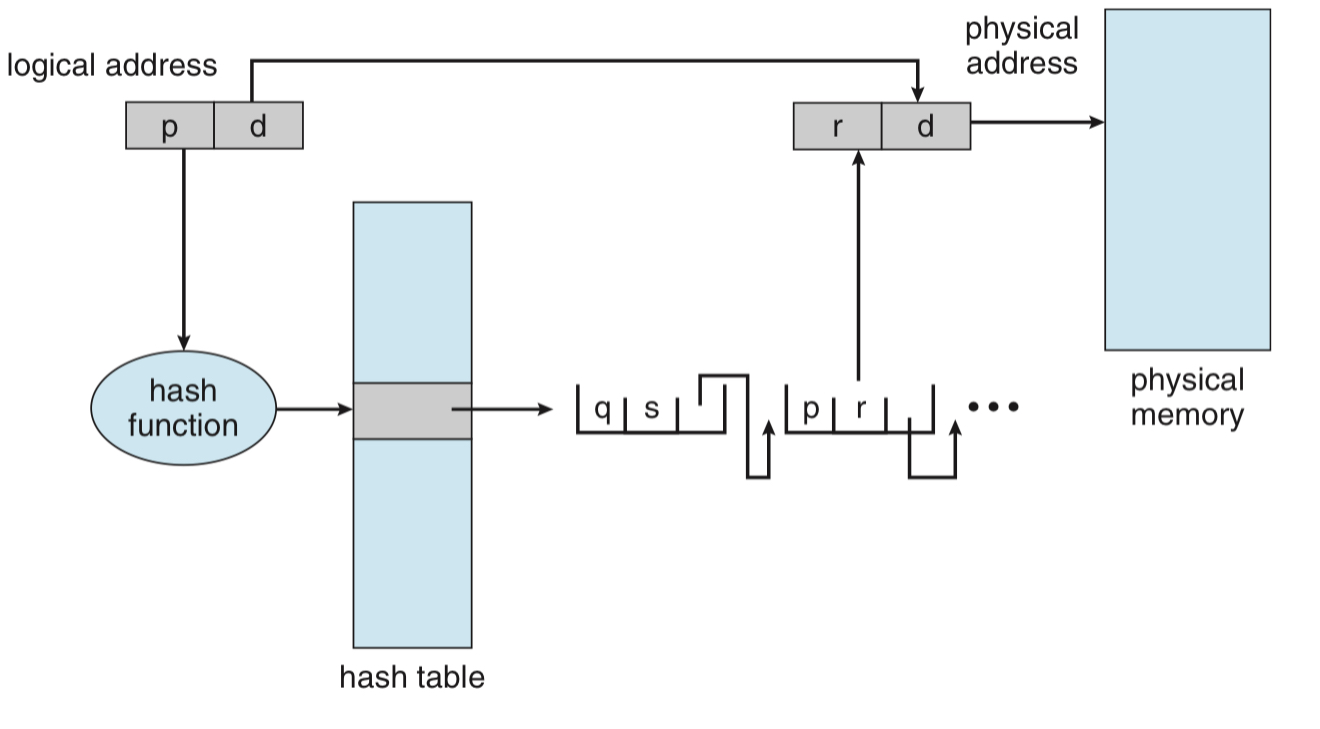 physical
address
logical address
p d
r d
hash
function
q s
p r
•••
physical
memory
hash table